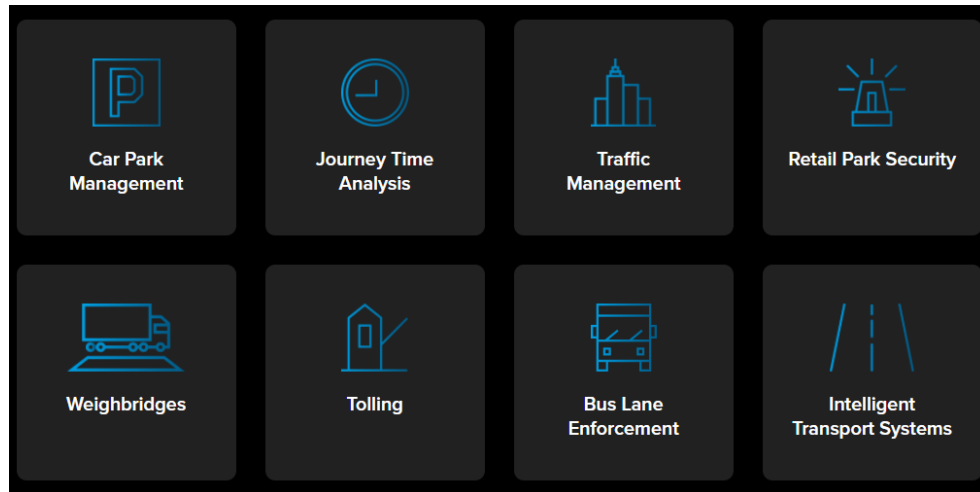 P
Car Park
Management
Journey Time
Analysis
Traffic
Management
Retail Park Security
Weighbridges
Tolling
Bus Lane
Enforcement
Intelligent
Transport Systems